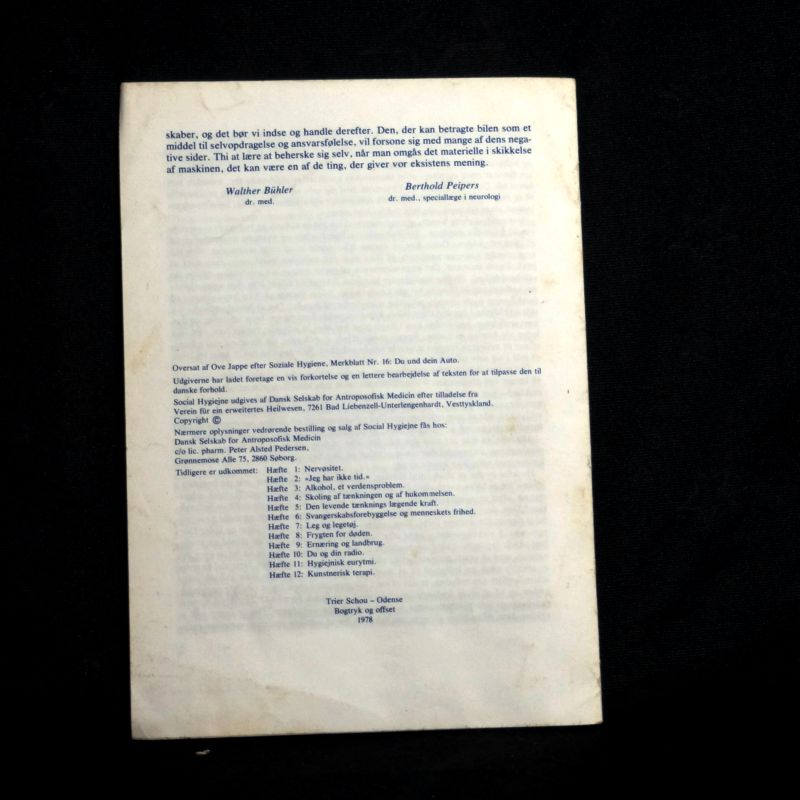 skaber, og det bør vi indse og handle derefter. Den, der kan betragte bilen som et
middel til selvopdragelse og ansvarsfølelse, vil forsone sig med mange af dens nega-
tive sider. Thi at lære at beherske sig selv, når man omgås det materielle i skikkelse
af maskinen, det kan være en af de ting, der giver vor eksistens mening.
Walther Bühler
dr. med.
Berthold Peipers
dr. med., speciallæge i neurologi
Oversat af Ove Jappe efter Soziale Hygiene, Merkblatt Nr. 16: Du und dein Auto.
Udgiverne har ladet foretage en vis forkortelse og en lettere bearbejdelse af teksten for at tilpasse den til
danske forhold.
Social Hygiejne udgives af Dansk Selskab for Antroposofisk Medicin efter tilladelse fra
Verein für ein erweitertes Heilwesen, 7261 Bad Liebenzell-Unterlengenhardt, Vesttyskland.
Copyright ©
Nærmere oplysninger vedrørende bestilling og salg af Social Hygiejne fås hos:
Dansk Selskab for Antroposofisk Medicin
c/o lic. pharm. Peter Alsted Pedersen,
Grønnemose Alle 75, 2860 Søborg.
Tidligere er udkommet: Hæfte 1: Nervøsitet.
Hæfte 2: »Jeg har ikke tid.«
Hæfte 3: Alkohol, et verdensproblem.
Hæfte 4: Skoling af tænkningen og af hukommelsen.
Hæfte 5: Den levende tænknings lægende kraft.
Hæfte 6: Svangerskabsforebyggelse og menneskets frihed.
Hæfte 7: Leg og legetøj.
Hæfte 8: Frygten for døden.
Hæfte 9: Ernæring og landbrug.
Hæfte 10: Du og din radio.
Hæfte 11: Hygiejnisk eurytmi.
Hæfte 12: Kunstnerisk terapi.
Trier Schou – Odense
Bogtryk og offset
1978